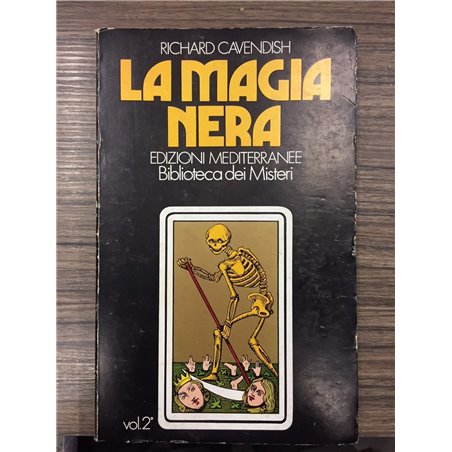 RICHARD CAVENDISH
LA MAGIA
NERA
EDIZIONI MEDITERRANEE
Biblioteca dei Misteri
vol. 2°